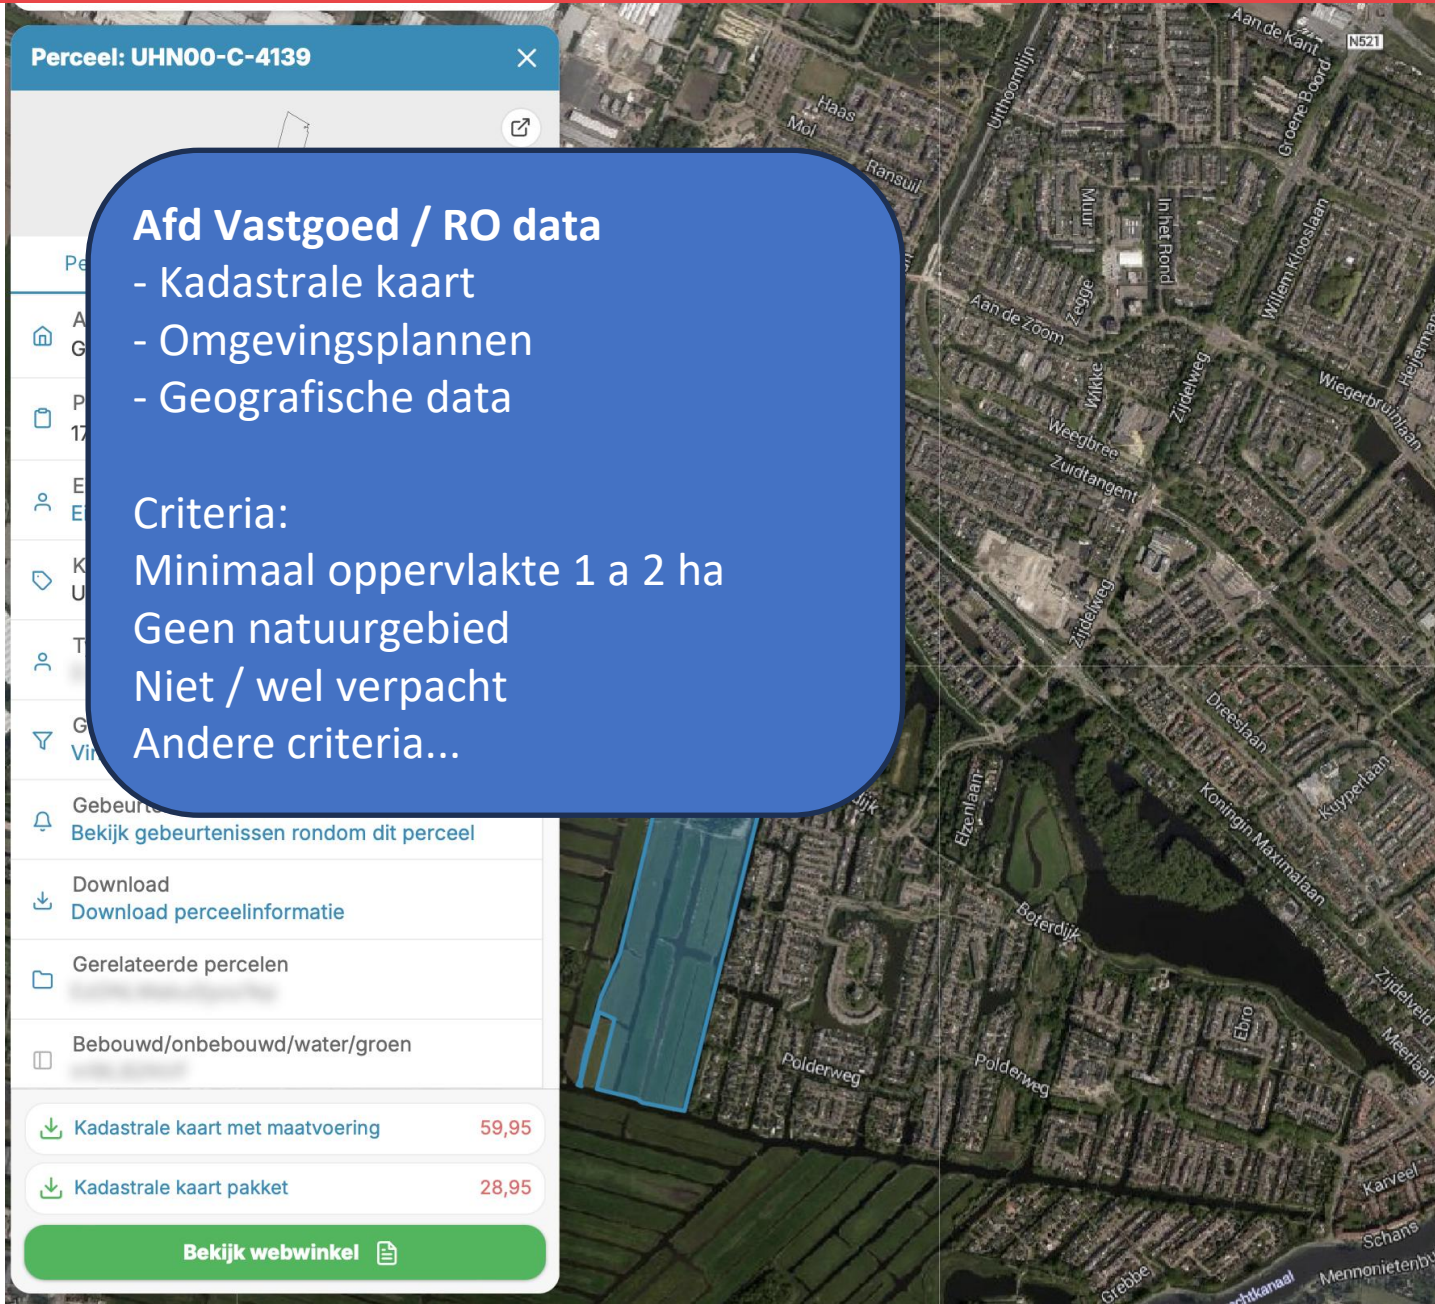 Perceel: UHN00-C-4139
Afd Vastgoed / RO data
- Kadastrale kaart
- Omgevingsplannen
- Geografische data
Criteria:
Minimaal oppervlakte 1 a 2 ha
Geen natuurgebied
Niet / wel verpacht
Andere criteria...
Bekijk gebeurtenissen rondom dit perceel
Download
Download perceelinformatie
Gerelateerde percelen
Bebouwd/onbebouwd/water/groen
Kadastrale kaart met maatvoering 59,95
Kadastrale kaart pakket 28,95
Bekijk webwinkel
Aan de Kant
N521
Uithoornlijn
Groene Boord
Haas
Mol
Ransuil
Muur
In het Rond
Willem Klooslaan
Zegge
Aan de Zoom
Wikke
Zijdelweg
Wiegerbruinlaan
Weegbree
Zuidtangent
Zijdelweg
Dreeslaan
Kuyperlaan
Elzenlaan
Koningin Maximalaan
Boterdijk
Zijdelveld
Ebro
Meerlaan
Polderweg
Polderweg
Karveel
Schans
Grebbe